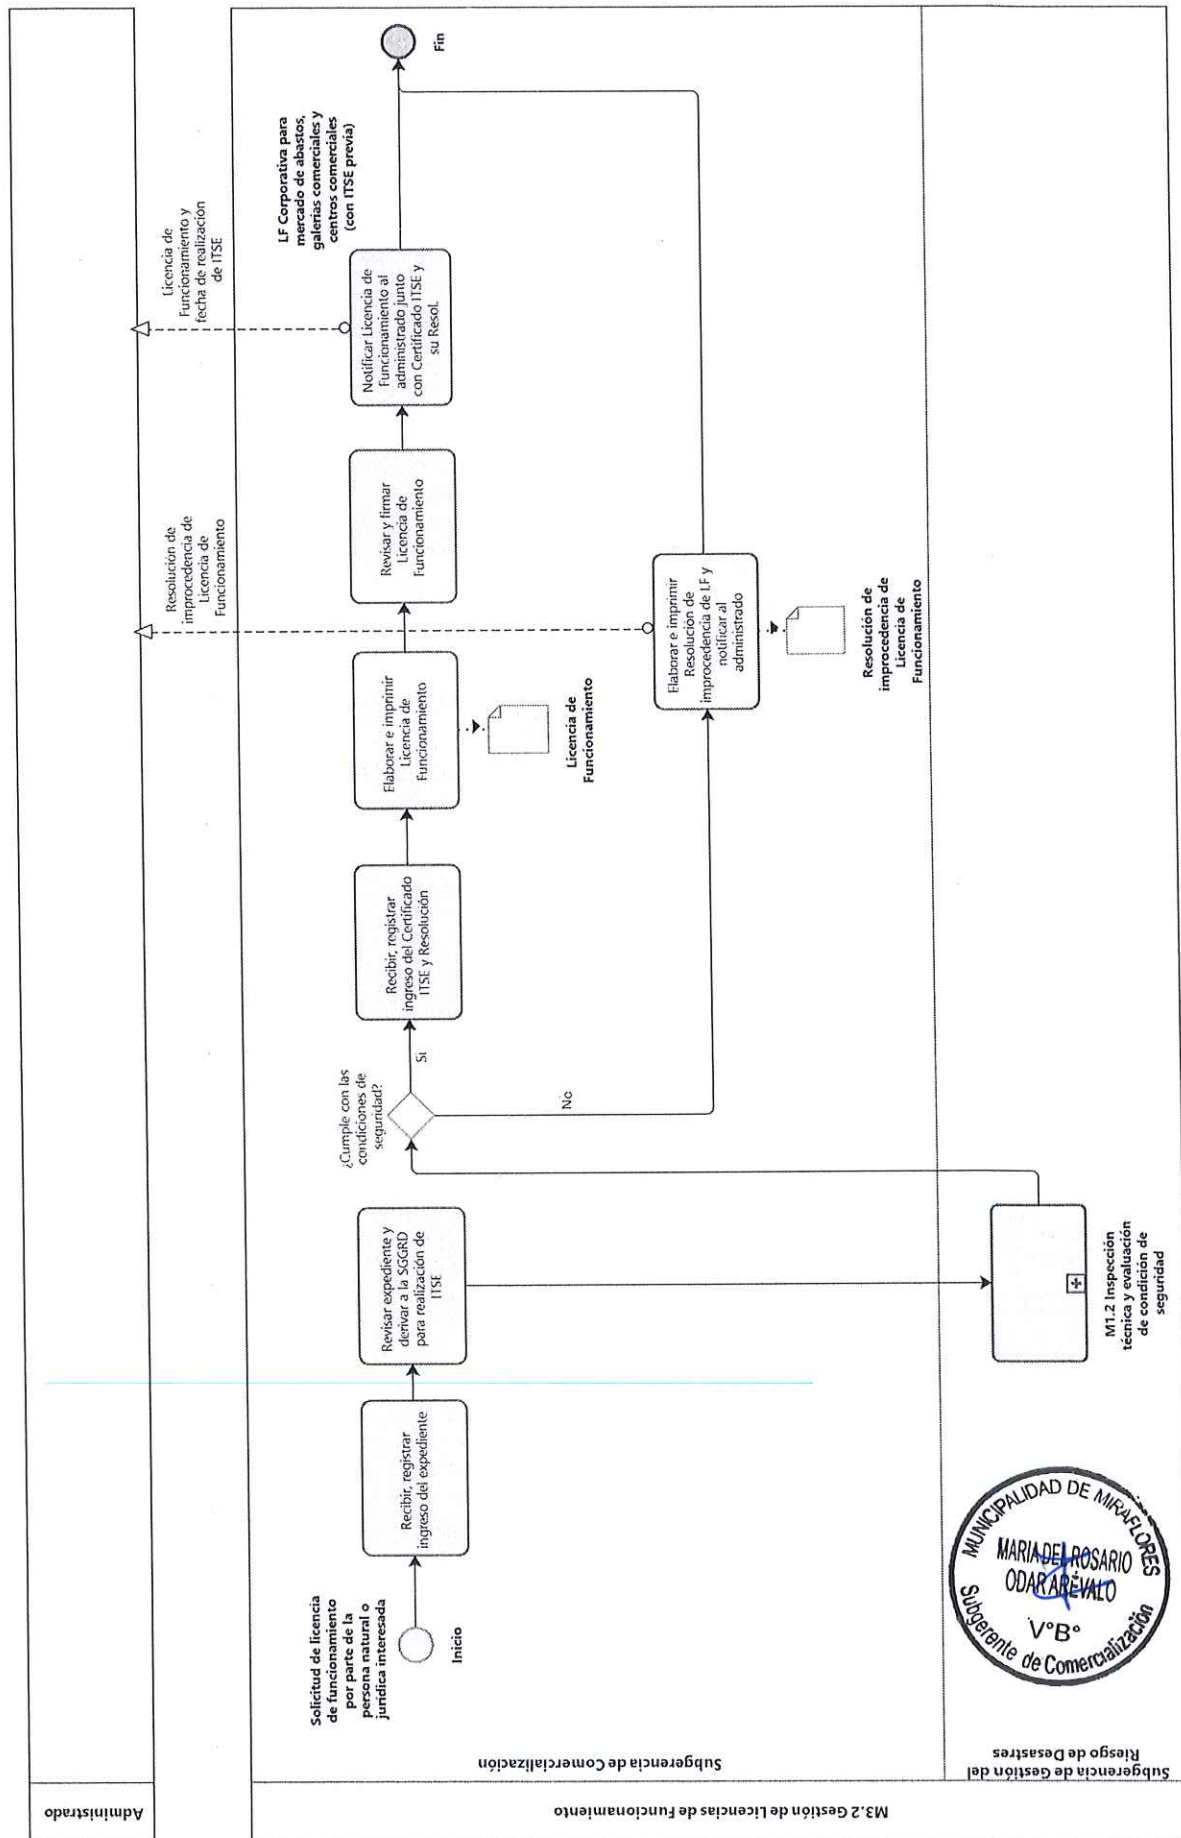 Administrado
M3.2 Gestión de Licencias de Funcionamiento
Subgerencia de Comercialización
Subgerencia de Gestión del
Riesgo de Desastres
Solicitud de licencia
de funcionamiento
por parte de la
persona natural o
jurídica interesada
Inicio
Recibir, registrar
ingreso del expediente
Revisar expediente y
derivar a la SGGRD
para realización de
ITSE
M1.2 Inspección
técnica y evaluación
de condición de
seguridad
¿Cumple con las
condiciones de
seguridad?
Si
No
Recibir, registrar
ingreso del Certificado
ITSE y Resolución
Elaborar e imprimir
Licencia de
Funcionamiento
Licencia de
Funcionamiento
Revisar y firmar
Licencia de
Funcionamiento
Elaborar e imprimir
Resolución de
improcedencia de LF y
notificar al
administrado
Resolución de
improcedencia de
Licencia de
Funcionamiento
Resolución de
improcedencia de
Licencia de
Funcionamiento
Notificar Licencia de
Funcionamiento al
administrado junto
con Certificado ITSE y
su Resol.
Licencia de
Funcionamiento y
fecha de realización
de ITSE
LF Corporativa para
mercado de abastos,
galerías comerciales y
centros comerciales
(con ITSE previa)
Fin
MUNICIPALIDAD DE MIRAFLORES
MARIA DEL ROSARIO
ODAR ARÉVALO
V°B°
Subgerente de Comercialización